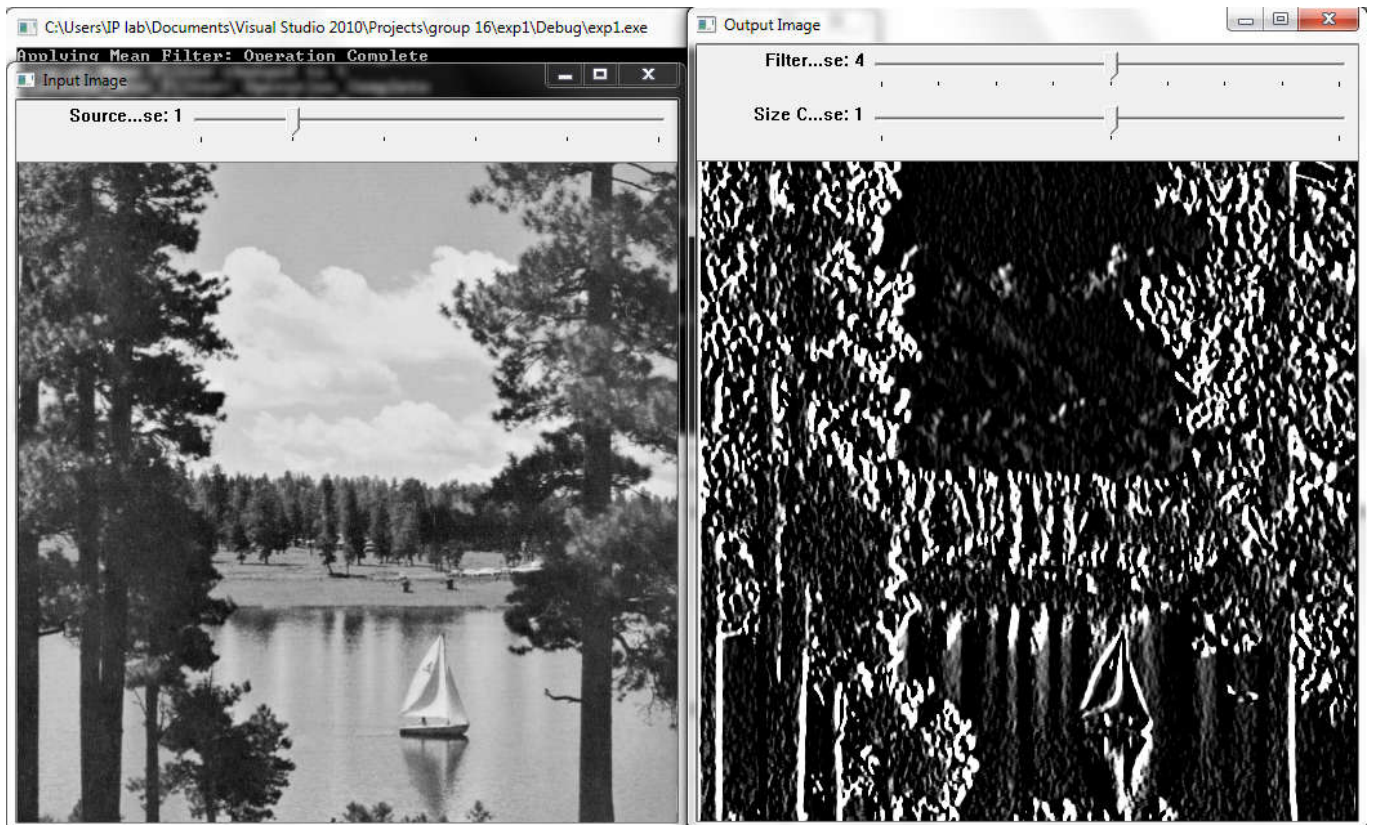 C:\Users\IP lab\Documents\Visual Studio 2010\Projects\group 16\exp1\Debug\exp1.exe
Applying Mean Filter: Operation Complete
Input Image
Source...se: 1
Output Image
Filter...se: 4
Size C...se: 1